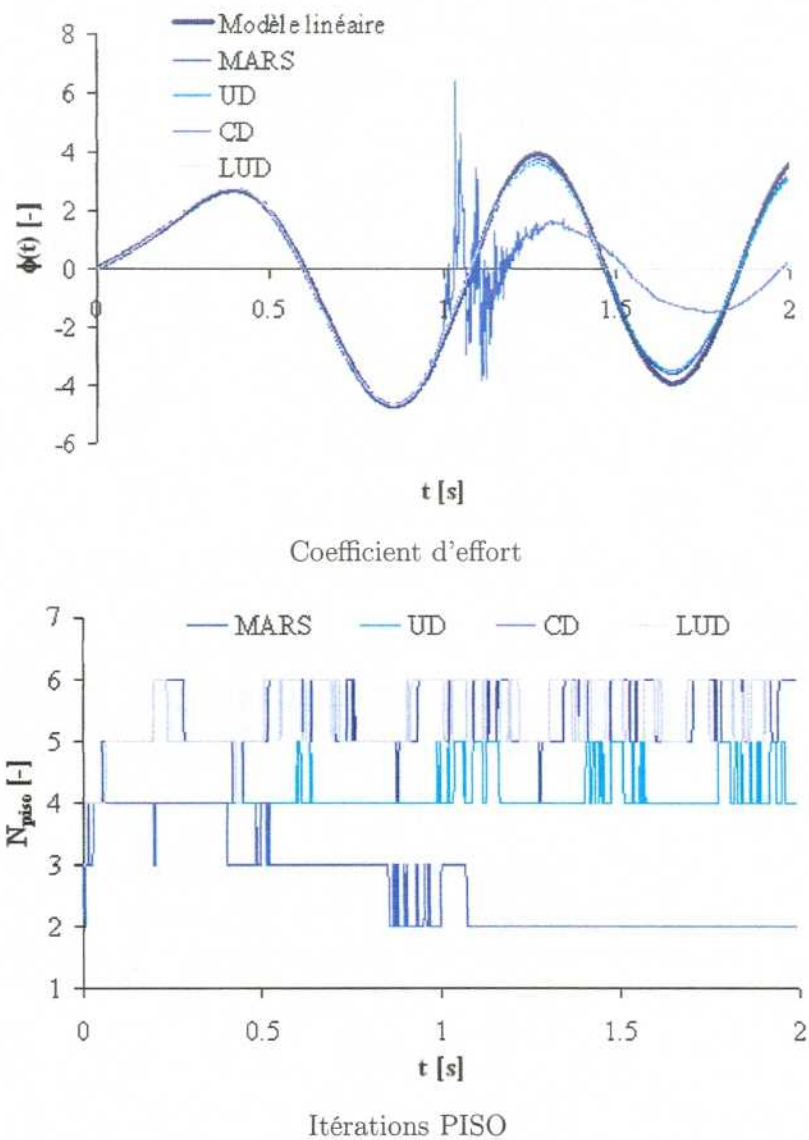 Modèle linéaire
MARS
UD
CD
LUD
8
6
4
2
0
-2
-4
-6
ϕ(t) [-]
0 0.5 1 1.5 2
t [s]
Coefficient d'effort
MARS UD CD LUD
7
6
5
4
3
2
1
N_piso [-]
0 0.5 1 1.5 2
t [s]
Itérations PISO